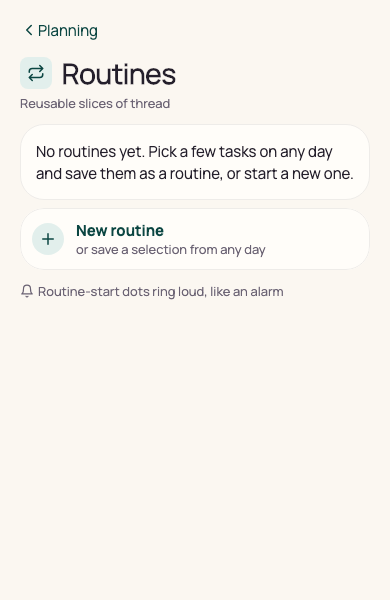 Planning
Routines
Reusable slices of thread
No routines yet. Pick a few tasks on any day
and save them as a routine, or start a new one.
New routine
or save a selection from any day
Routine-start dots ring loud, like an alarm